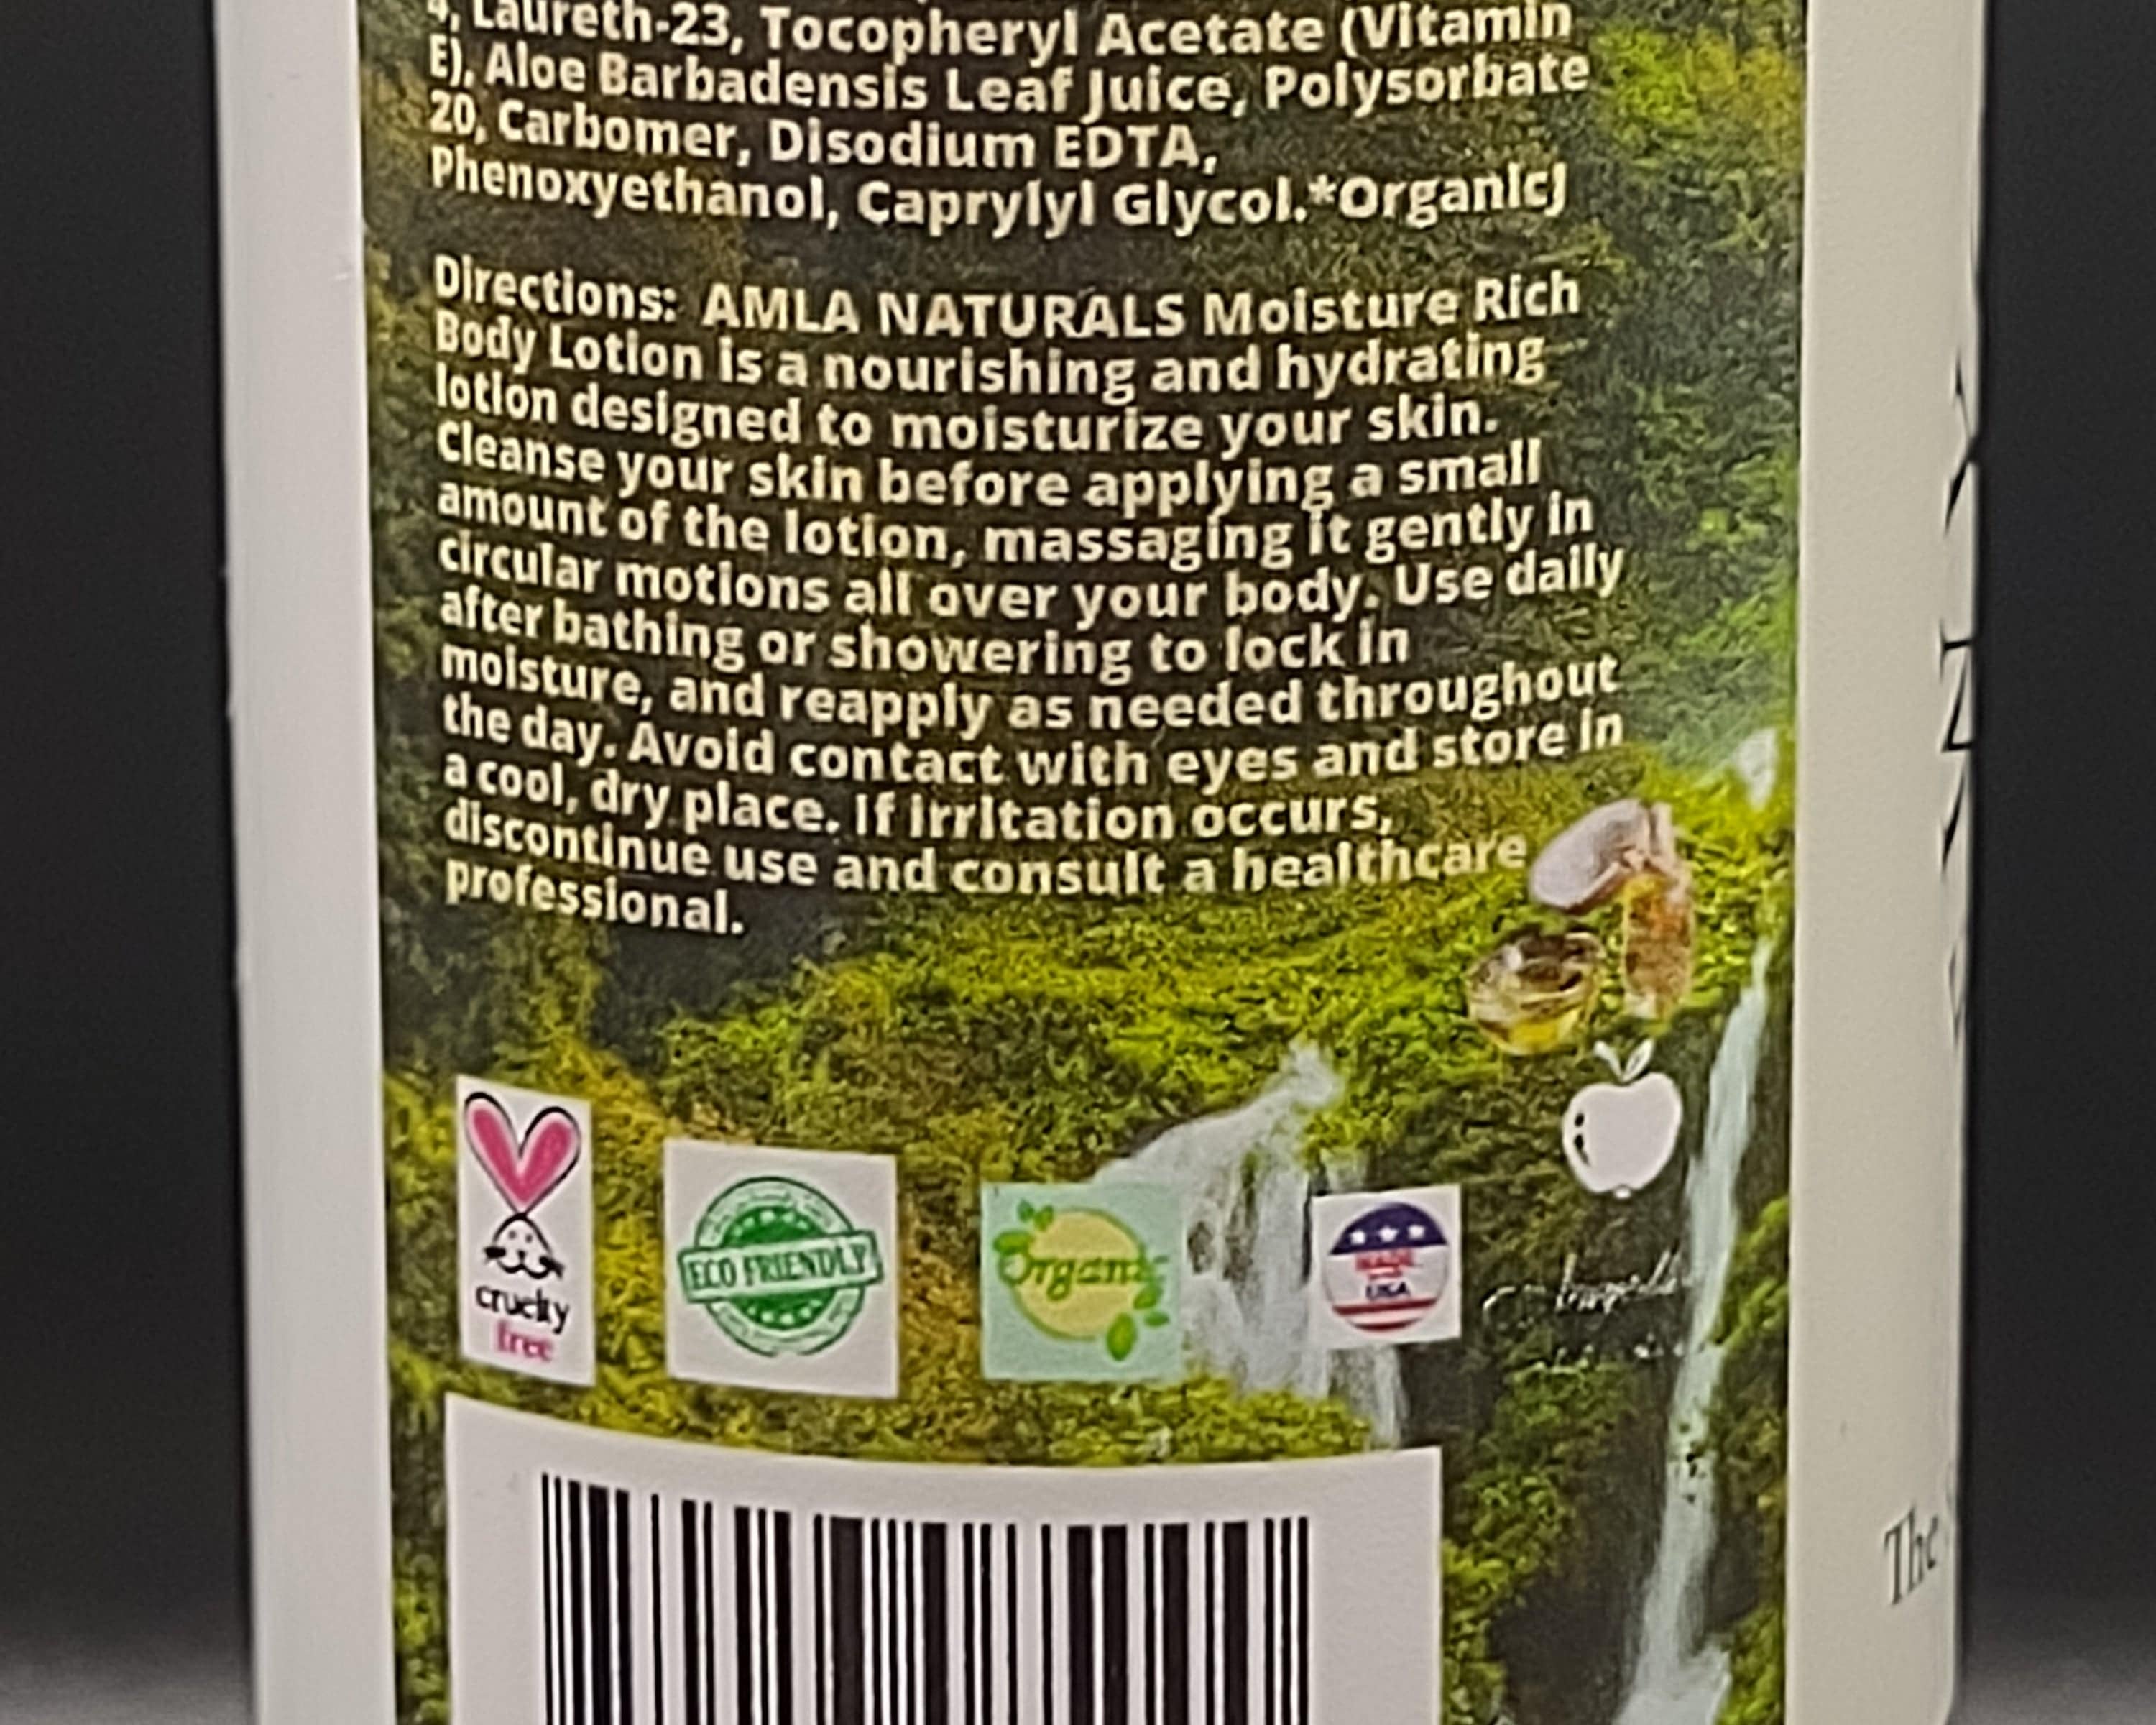 4, Laureth-23, Tocopheryl Acetate (Vitamin
E), Aloe Barbadensis Leaf Juice, Polysorbate
20, Carbomer, Disodium EDTA,
Phenoxyethanol, Caprylyl Glycol.*OrganicJ
Directions: AMLA NATURALS Moisture Rich
Body Lotion is a nourishing and hydrating
lotion designed to moisturize your skin.
Cleanse your skin before applying a small
amount of the lotion, massaging it gently in
circular motions all over your body. Use daily
after bathing or showering to lock in
moisture, and reapply as needed throughout
the day. Avoid contact with eyes and store in
a cool, dry place. If irritation occurs,
discontinue use and consult a healthcare
professional.
cruelty
free
ECO FRIENDLY
Organic
MADE
USA
The